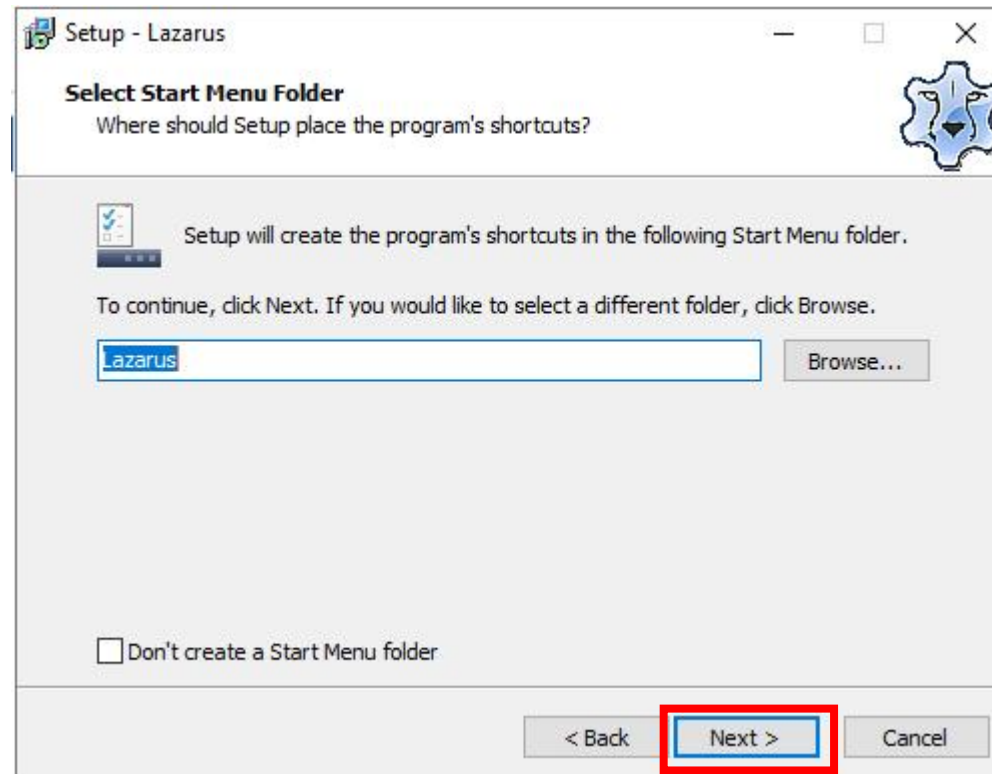 Setup - Lazarus
Select Start Menu Folder
Where should Setup place the program's shortcuts?
Setup will create the program's shortcuts in the following Start Menu folder.
To continue, click Next. If you would like to select a different folder, click Browse.
Lazarus
Browse...
Don't create a Start Menu folder
< Back
Next >
Cancel